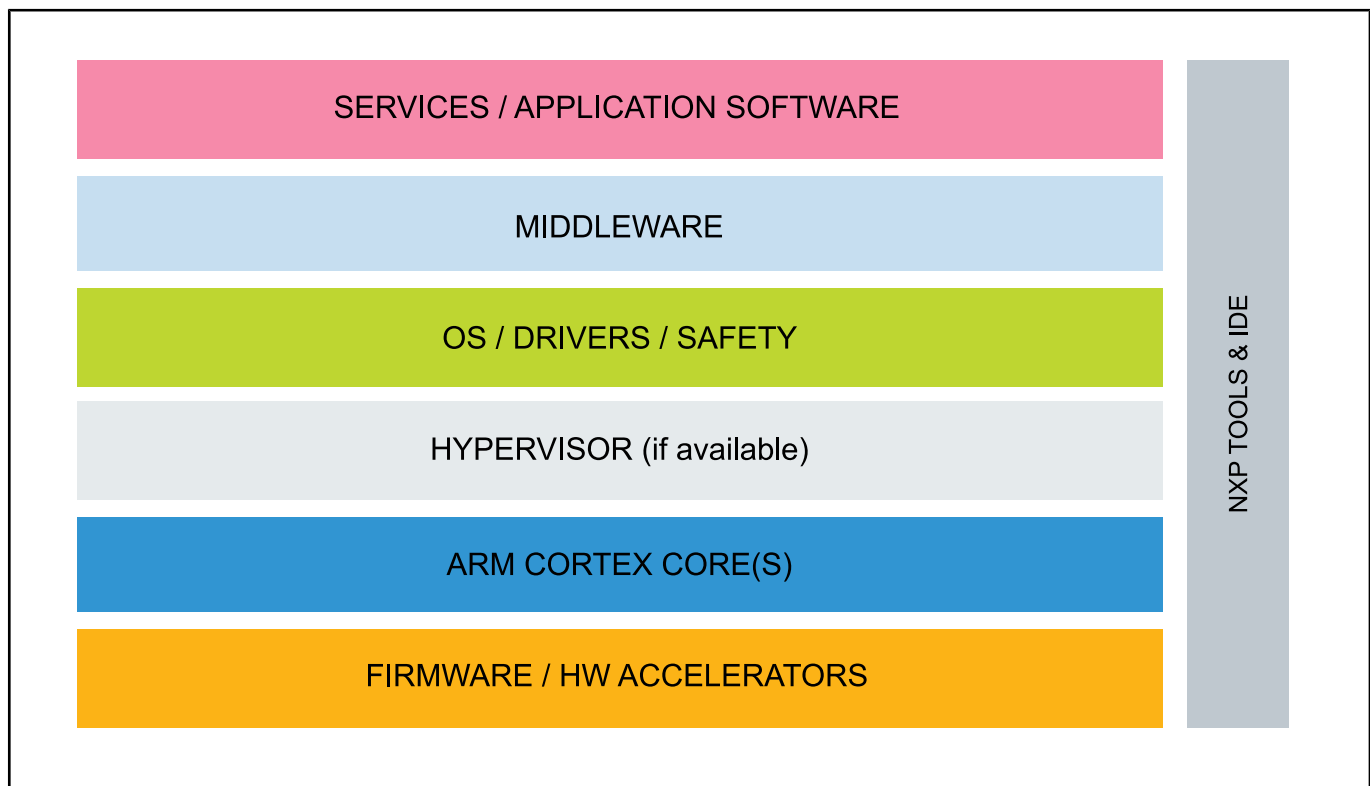 SERVICES / APPLICATION SOFTWARE
MIDDLEWARE
OS / DRIVERS / SAFETY
HYPERVISOR (if available)
ARM CORTEX CORE(S)
FIRMWARE / HW ACCELERATORS
NXP TOOLS & IDE